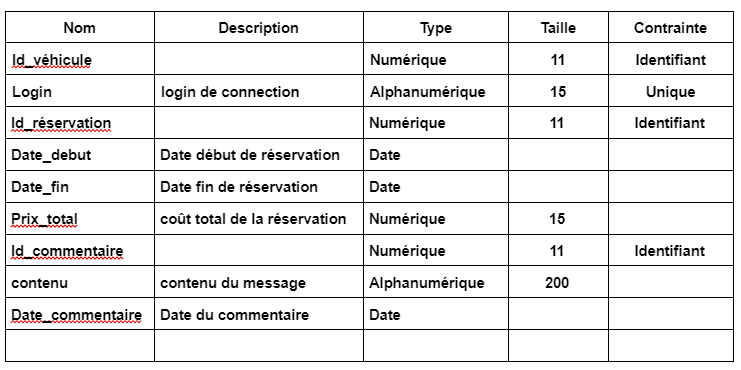 Nom Description Type Taille Contrainte
Id_véhicule Numérique 11 Identifiant
Login login de connection Alphanumérique 15 Unique
Id_réservation Numérique 11 Identifiant
Date_debut Date début de réservation Date
Date_fin Date fin de réservation Date
Prix_total coût total de la réservation Numérique 15
Id_commentaire Numérique 11 Identifiant
contenu contenu du message Alphanumérique 200
Date_commentaire Date du commentaire Date